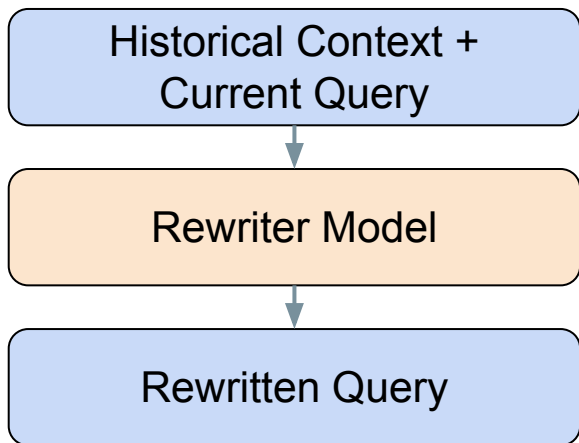 Historical Context +
Current Query
Rewriter Model
Rewritten Query